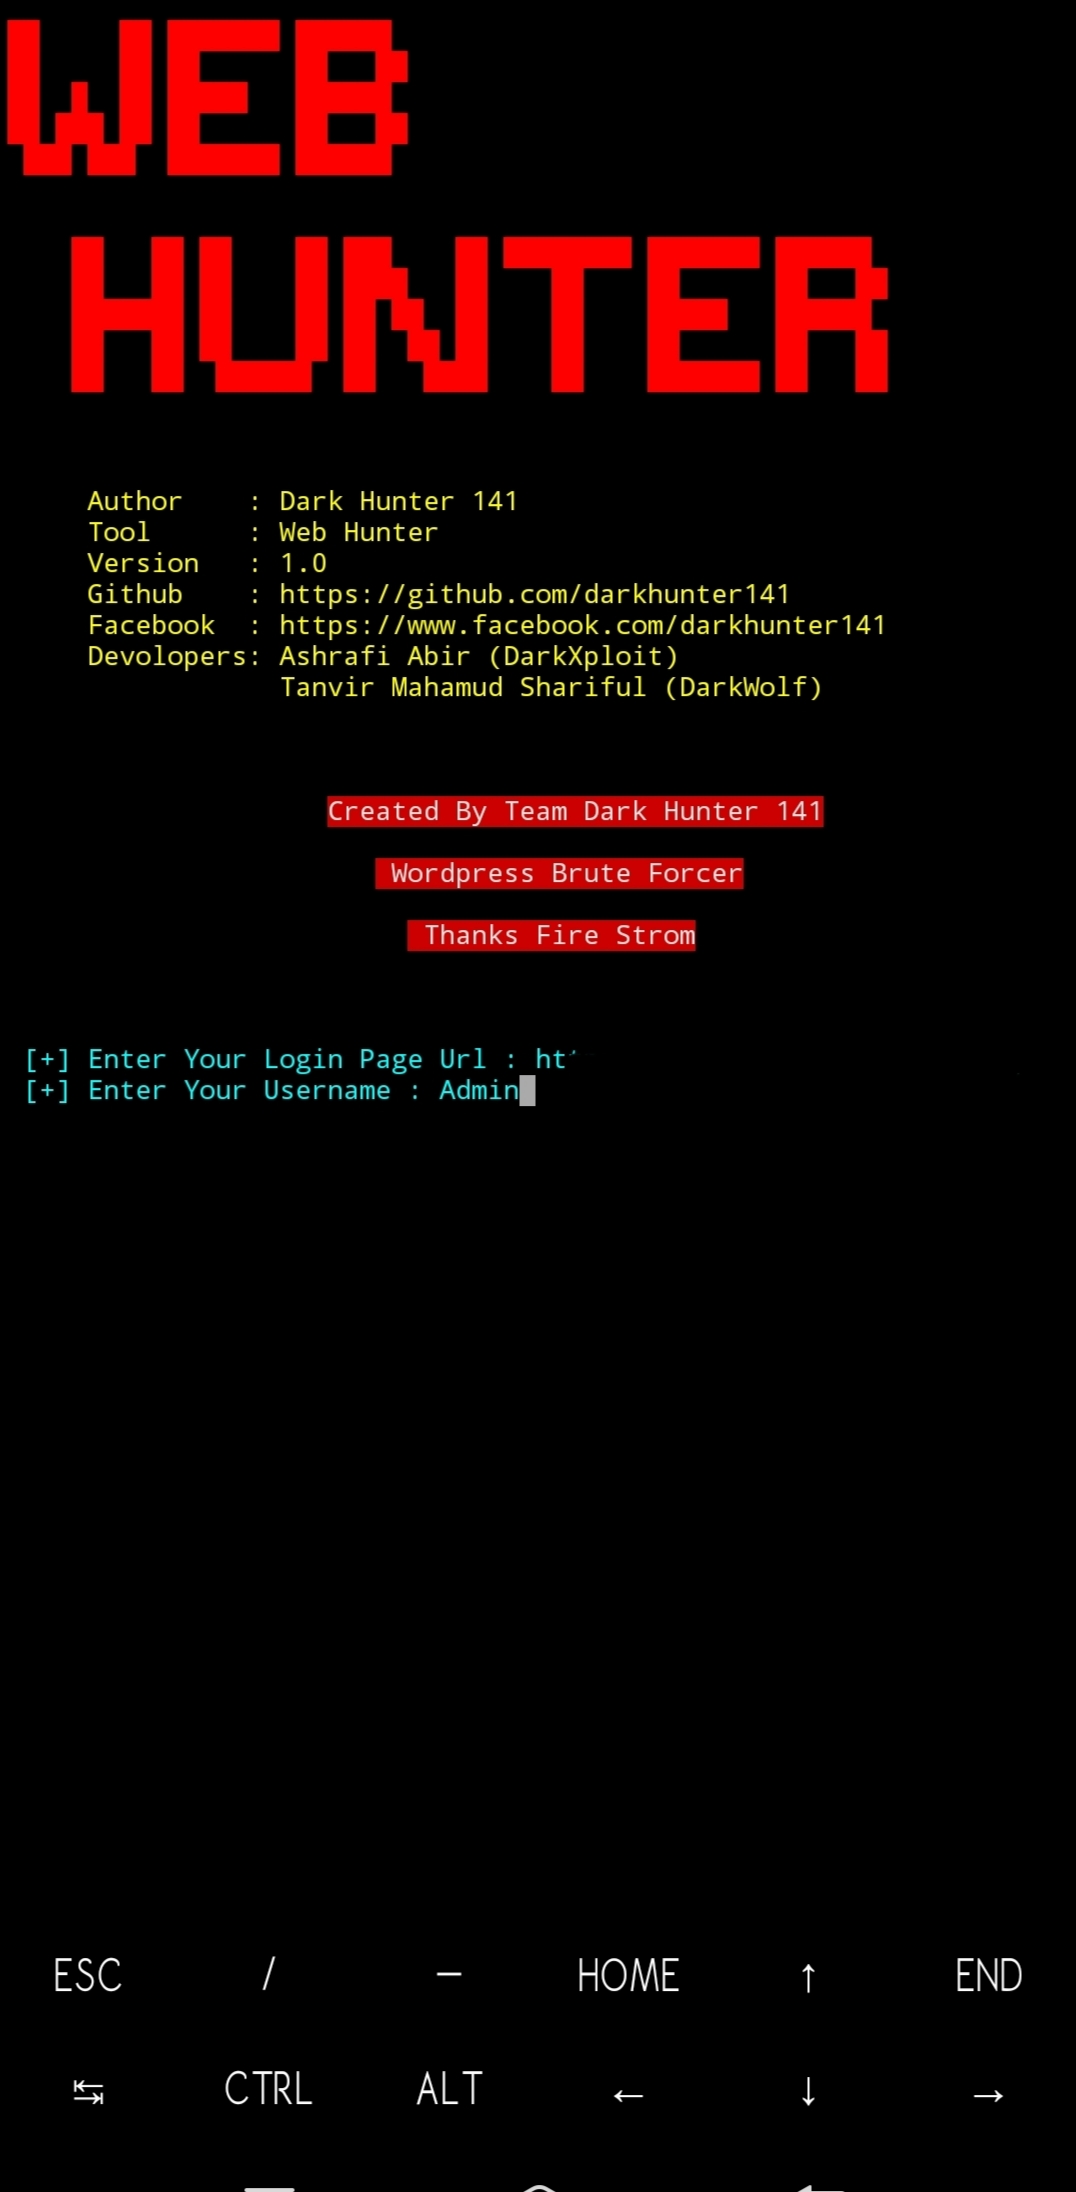 WEB
HUNTER
Author : Dark Hunter 141
Tool : Web Hunter
Version : 1.0
Github : https://github.com/darkhunter141
Facebook : https://www.facebook.com/darkhunter141
Devolopers: Ashrafi Abir (DarkXploit)
Tanvir Mahamud Shariful (DarkWolf)
Created By Team Dark Hunter 141
Wordpress Brute Forcer
Thanks Fire Strom
[+] Enter Your Login Page Url : ht
[+] Enter Your Username : Admin
ESC / — HOME ↑ END
↹ CTRL ALT ← ↓ →